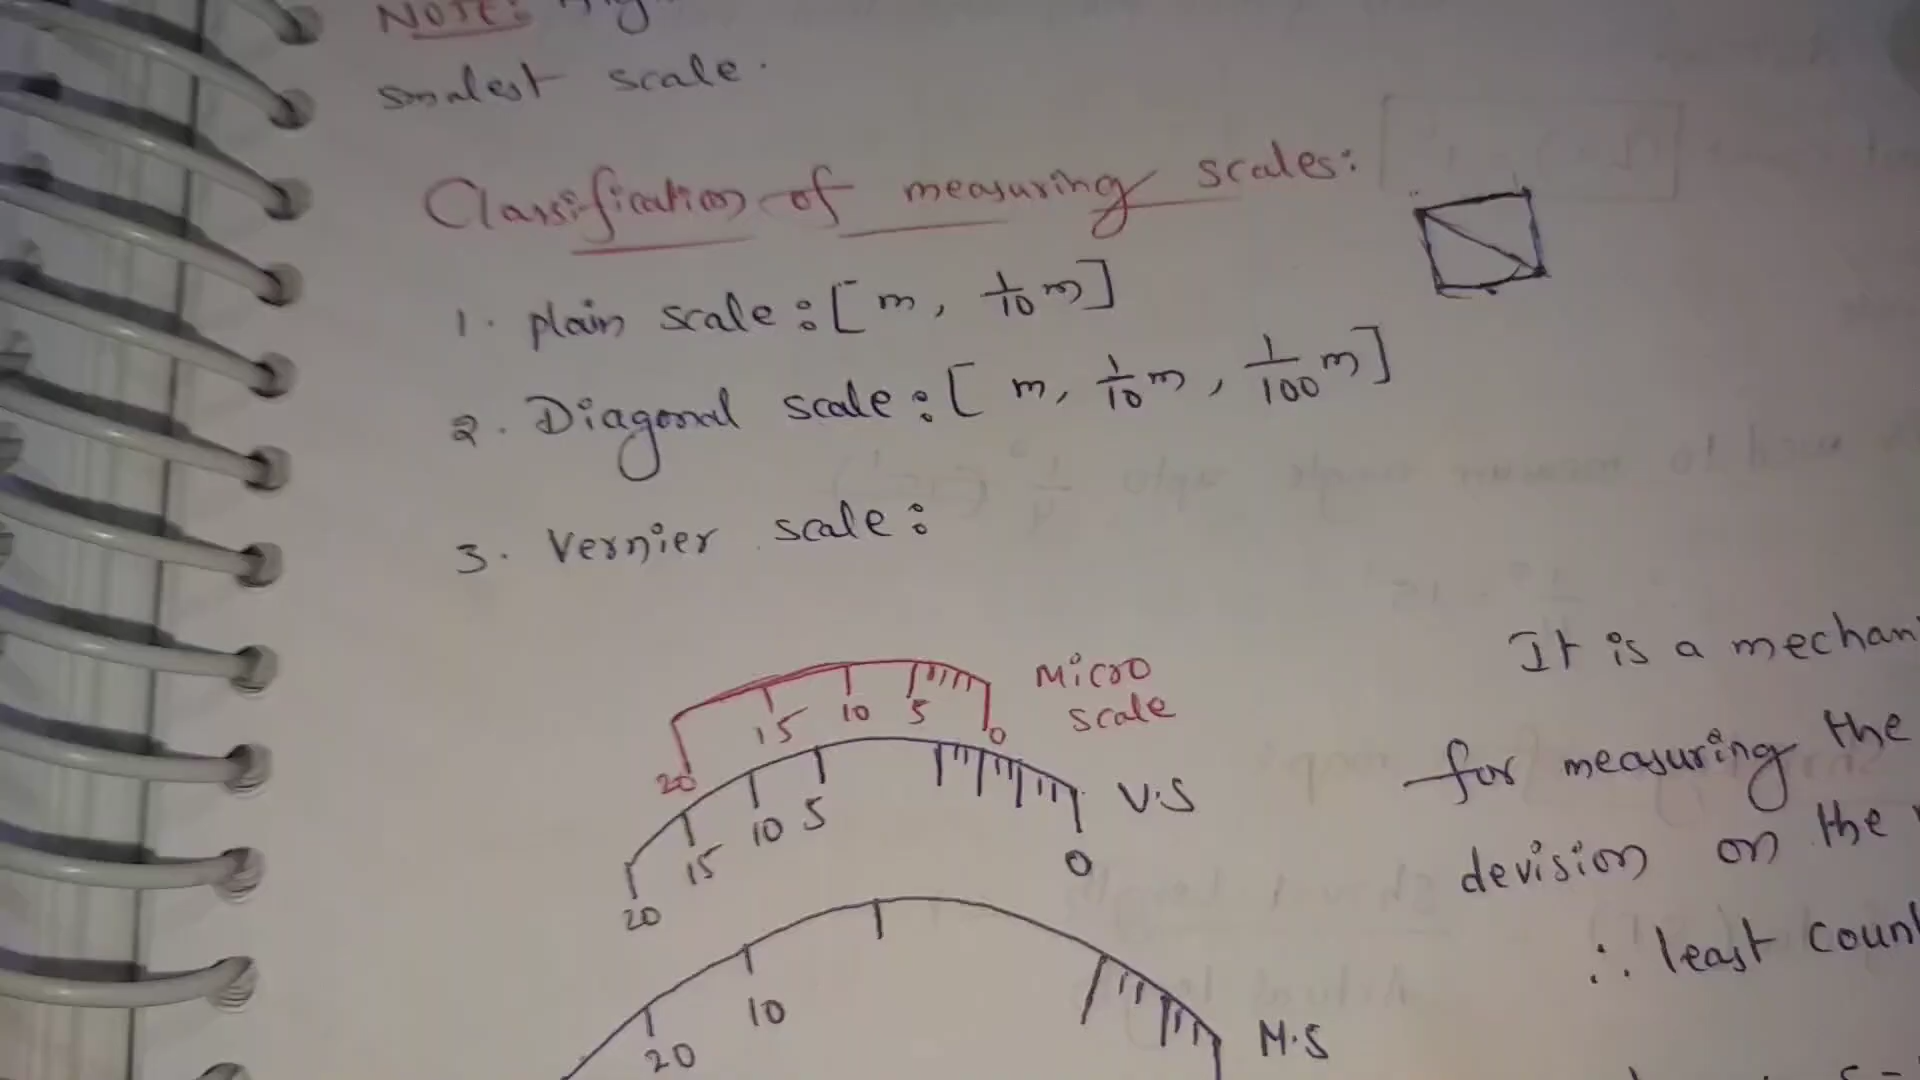 NOTE:
smalest scale.
Classification of measuring scales:
1. plain scale: [m, 1/10 m]
2. Diagonal scale: [m, 1/10 m, 1/100 m]
3. Vernier scale:
Micro
scale
20 15 10 5 0
V.S
20 15 10 5 0
M.S
20 10
It is a
for measuring the
devision on the
∴ least